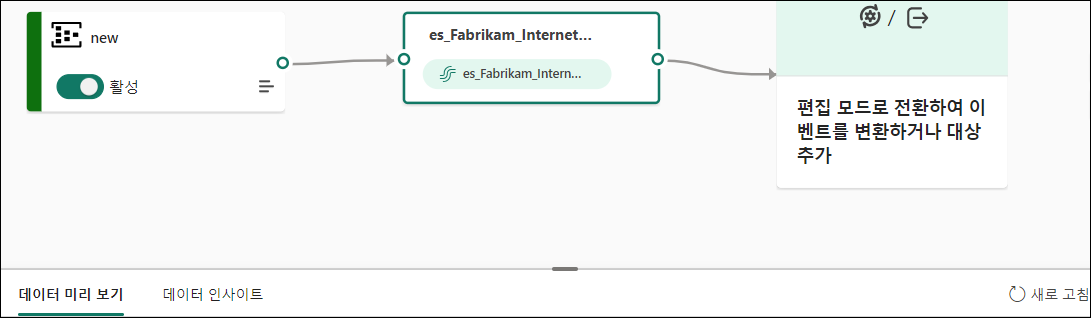 new
활성
es_Fabrikam_Internet...
es_Fabrikam_Intern...
/
편집 모드로 전환하여 이
벤트를 변환하거나 대상
추가
데이터 미리 보기
데이터 인사이트
새로 고침